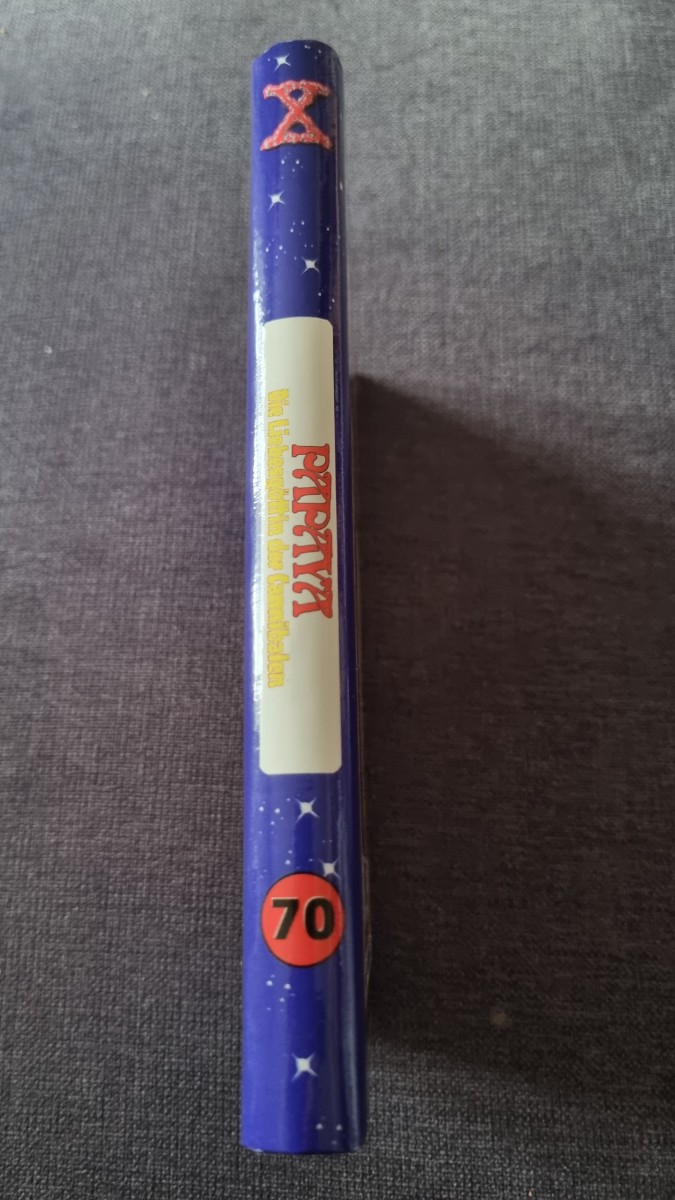 X
PAPAYA
Die Liebesgöttin der Cannibalen
70